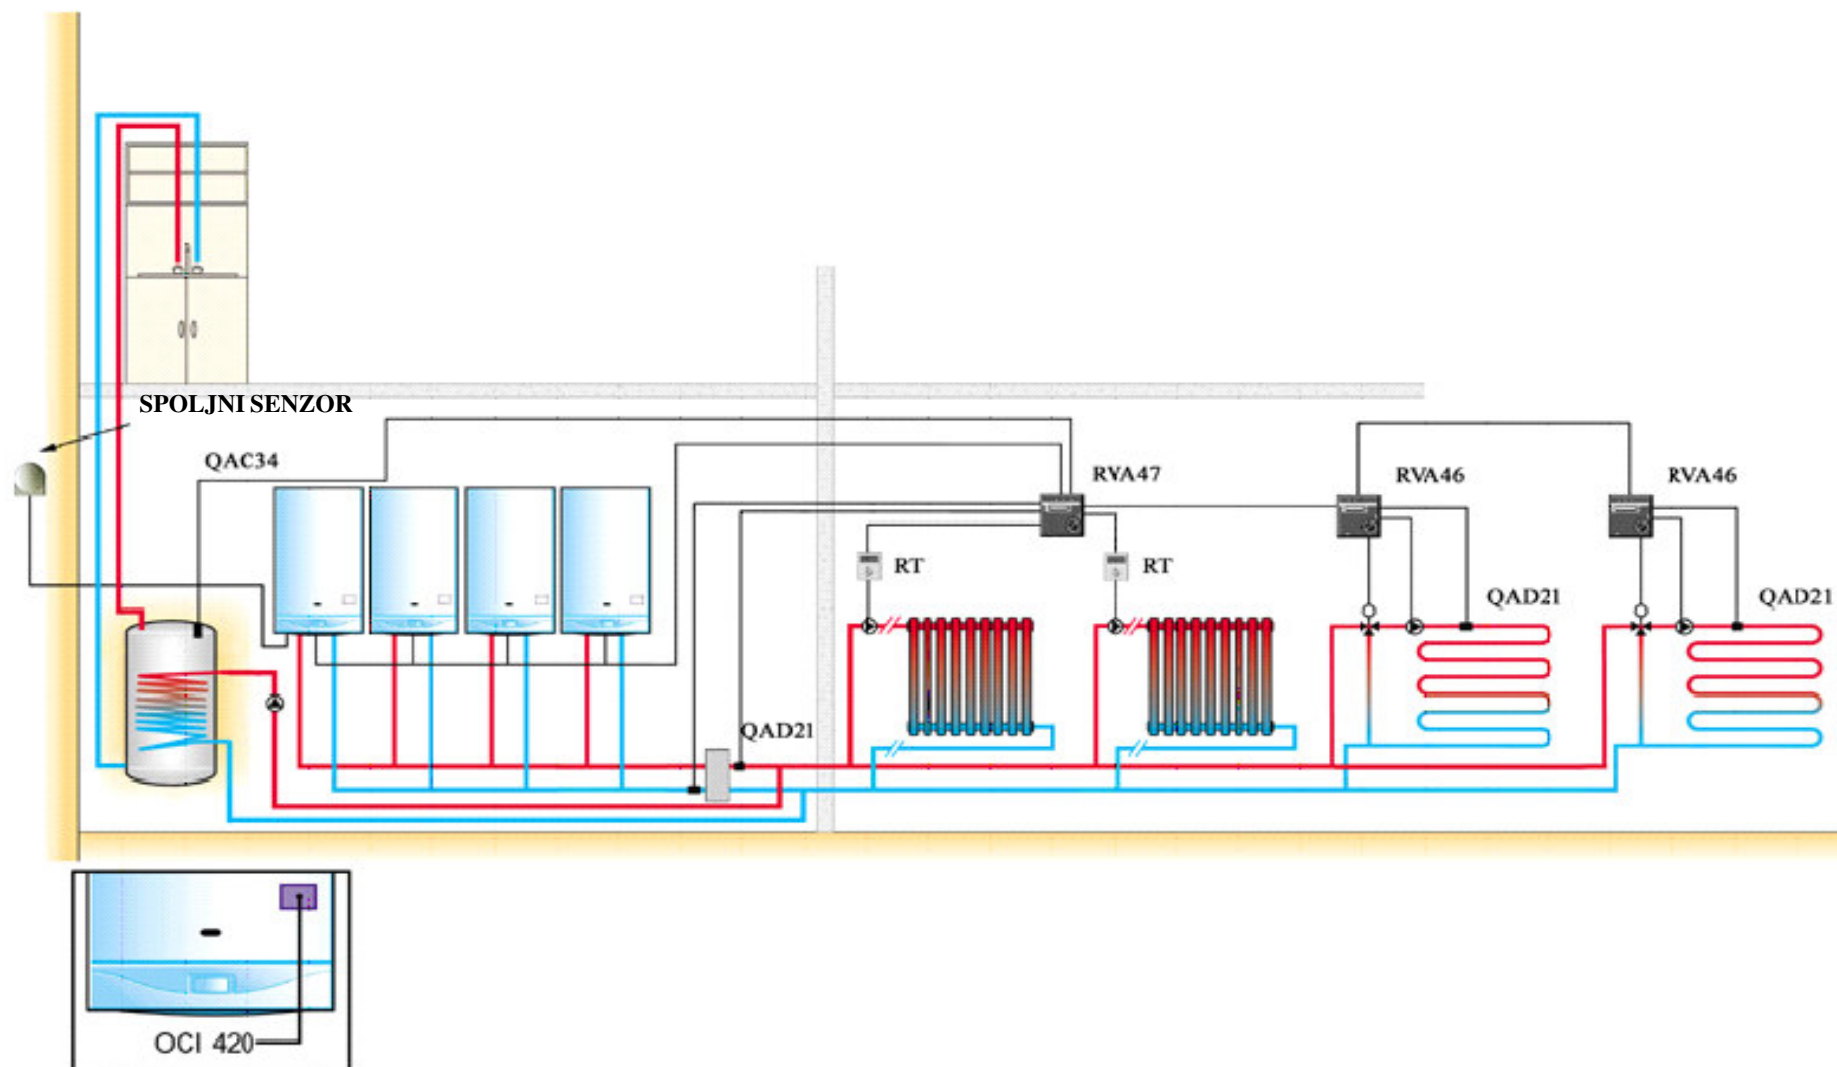 SPOLJNI SENZOR
QAC34
RVA47
RVA46
RVA46
RT
RT
QAD21
QAD21
QAD21
OCI 420